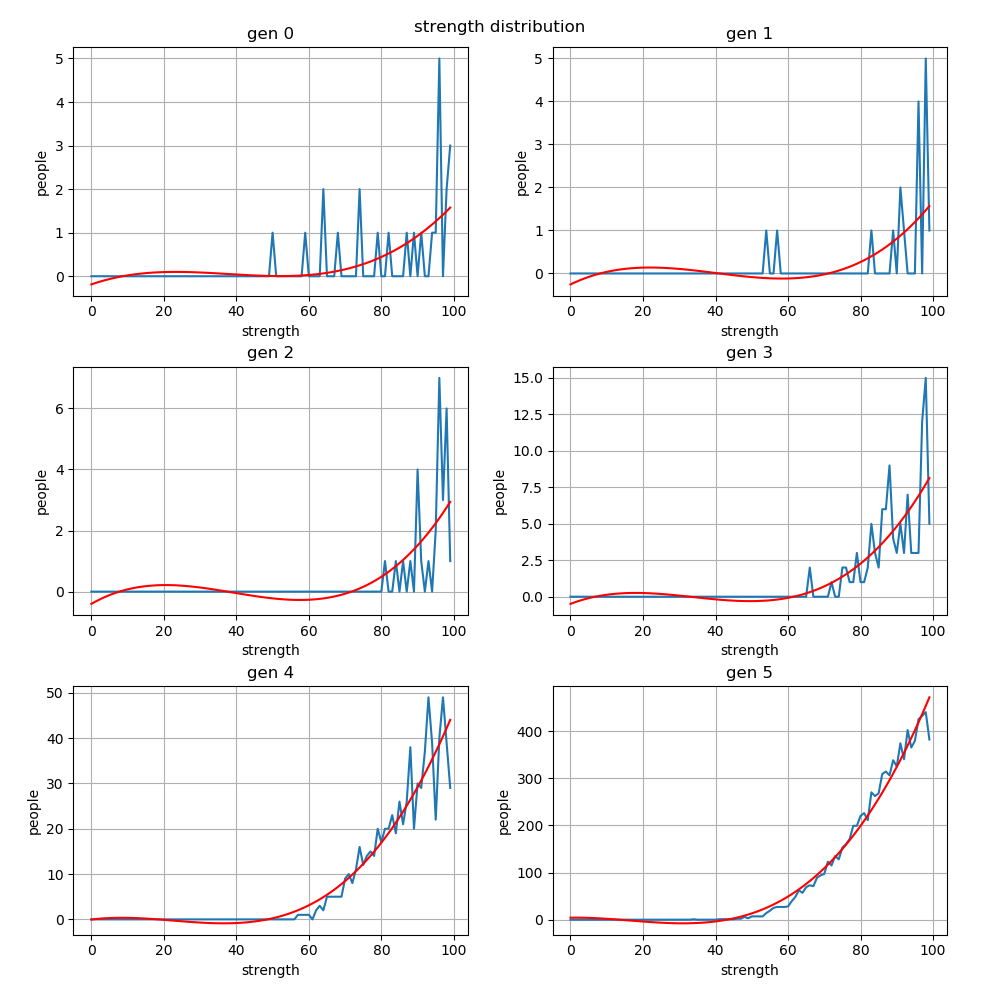 strength distribution
gen 0
5
4
3
2
1
0
people
0 20 40 60 80 100
strength
gen 1
5
4
3
2
1
0
people
0 20 40 60 80 100
strength
gen 2
6
4
2
0
people
0 20 40 60 80 100
strength
gen 3
15.0
12.5
10.0
7.5
5.0
2.5
0.0
people
0 20 40 60 80 100
strength
gen 4
50
40
30
20
10
0
people
0 20 40 60 80 100
strength
gen 5
400
300
200
100
0
people
0 20 40 60 80 100
strength